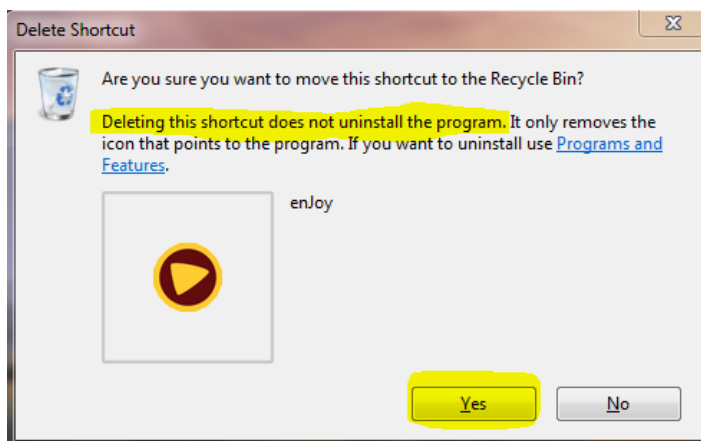 Delete Shortcut
Are you sure you want to move this shortcut to the Recycle Bin?
Deleting this shortcut does not uninstall the program. It only removes the
icon that points to the program. If you want to uninstall use Programs and
Features.
enJoy
Yes
No